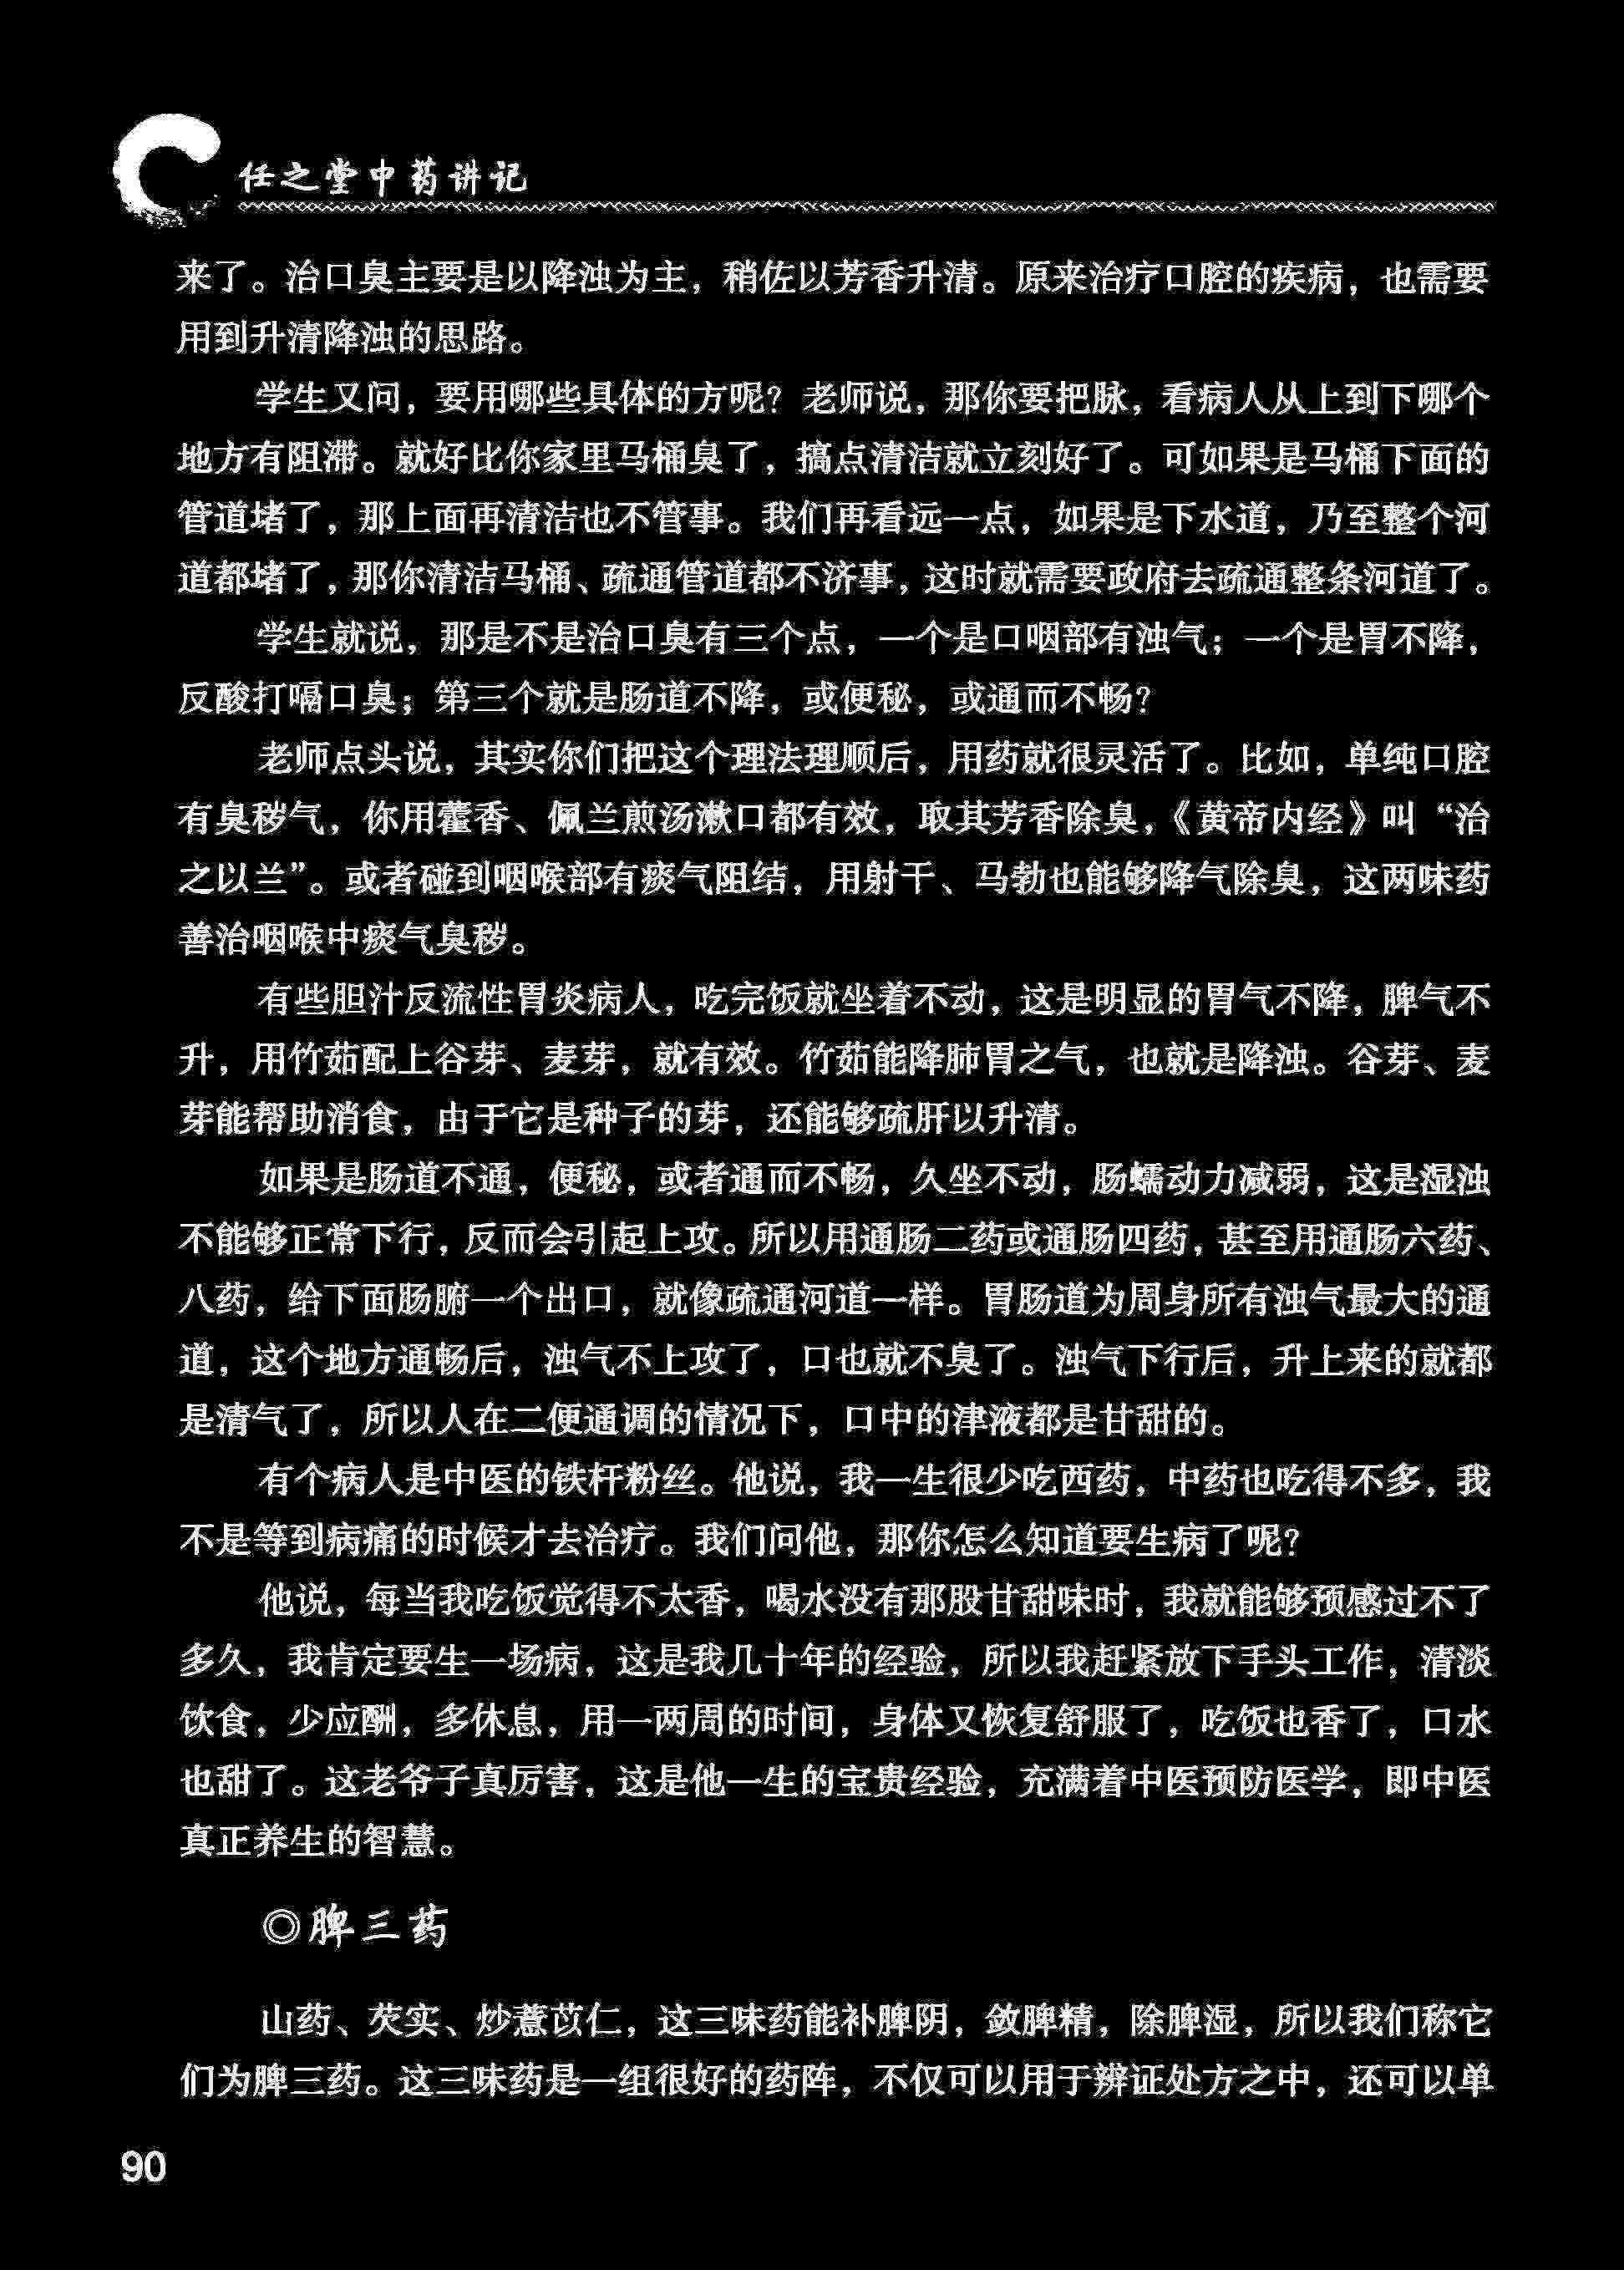 任之堂中药讲记
来了。治口臭主要是以降浊为主，稍佐以芳香升清。原来治疗口腔的疾病，也需要
用到升清降浊的思路。
学生又问，要用哪些具体的方呢？老师说，那你要把脉，看病人从上到下哪个
地方有阻滞。就好比你家里马桶臭了，搞点清洁就立刻好了。可如果是马桶下面的
管道堵了，那上面再清洁也不管事。我们再看远一点，如果是下水道，乃至整个河
道都堵了，那你清洁马桶、疏通管道都不济事，这时就需要政府去疏通整条河道了。
学生就说，那是不是治口臭有三个点，一个是口咽部有浊气；一个是胃不降，
反酸打嗝口臭；第三个就是肠道不降，或便秘，或通而不畅？
老师点头说，其实你们把这个理法理顺后，用药就很灵活了。比如，单纯口腔
有臭秽气，你用藿香、佩兰煎汤漱口都有效，取其芳香除臭，《黄帝内经》叫“治
之以兰”。或者碰到咽喉部有痰气阻结，用射干、马勃也能够降气除臭，这两味药
善治咽喉中痰气臭秽。
有些胆汁反流性胃炎病人，吃完饭就坐着不动，这是明显的胃气不降，脾气不
升，用竹茹配上谷芽、麦芽，就有效。竹茹能降肺胃之气，也就是降浊。谷芽、麦
芽能帮助消食，由于它是种子的芽，还能够疏肝以升清。
如果是肠道不通，便秘，或者通而不畅，久坐不动，肠蠕动力减弱，这是湿浊
不能够正常下行，反而会引起上攻。所以用通肠二药或通肠四药，甚至用通肠六药、
八药，给下面肠腑一个出口，就像疏通河道一样。胃肠道为周身所有浊气最大的通
道，这个地方通畅后，浊气不上攻了，口也就不臭了。浊气下行后，升上来的就都
是清气了，所以人在二便通调的情况下，口中的津液都是甘甜的。
有个病人是中医的铁杆粉丝。他说，我一生很少吃西药，中药也吃得不多，我
不是等到病痛的时候才去治疗。我们问他，那你怎么知道要生病了呢？
他说，每当我吃饭觉得不太香，喝水没有那股甘甜味时，我就能够预感过不了
多久，我肯定要生一场病，这是我几十年的经验，所以我赶紧放下手头工作，清淡
饮食，少应酬，多休息，用一两周的时间，身体又恢复舒服了，吃饭也香了，口水
也甜了。这老爷子真厉害，这是他一生的宝贵经验，充满着中医预防医学，即中医
真正养生的智慧。
◎脾三药
山药、芡实、炒薏苡仁，这三味药能补脾阴，敛脾精，除脾湿，所以我们称它
们为脾三药。这三味药是一组很好的药阵，不仅可以用于辨证处方之中，还可以单
90